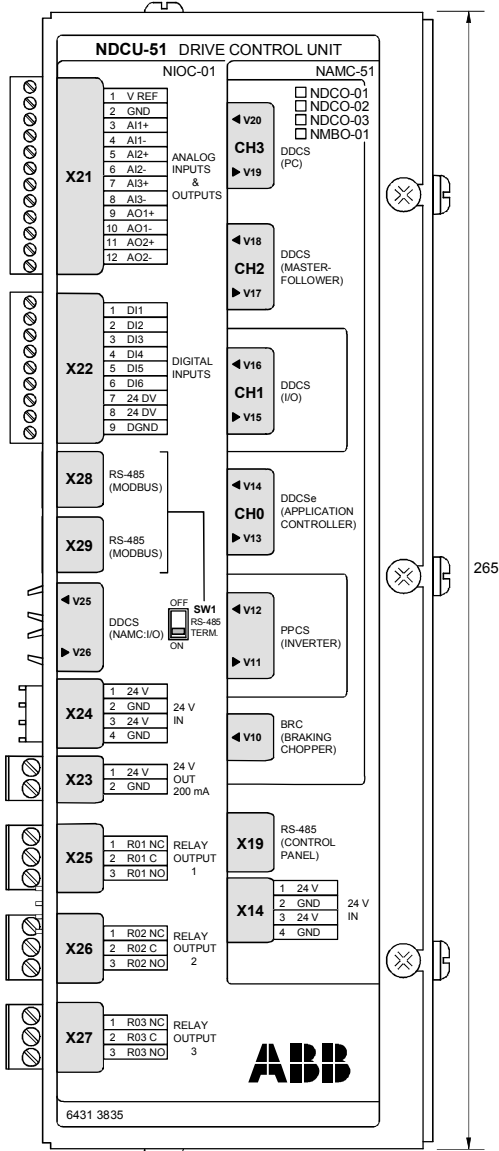 NDCU-51 DRIVE CONTROL UNIT
NIOC-01
NAMC-51
X21
1 V REF
2 GND
3 AI1+
4 AI1-
5 AI2+
6 AI2-
7 AI3+
8 AI3-
9 AO1+
10 AO1-
11 AO2+
12 AO2-
ANALOG
INPUTS
&
OUTPUTS
X22
1 DI1
2 DI2
3 DI3
4 DI4
5 DI5
6 DI6
7 24 DV
8 24 DV
9 DGND
DIGITAL
INPUTS
X28
RS-485
(MODBUS)
X29
RS-485
(MODBUS)
V25
V26
DDCS
(NAMC:I/O)
OFF
ON
SW1
RS-485
TERM.
X24
1 24 V
2 GND
3 24 V
4 GND
24 V
IN
X23
1 24 V
2 GND
24 V
OUT
200 mA
X25
1 R01 NC
2 R01 C
3 R01 NO
RELAY
OUTPUT
1
X26
1 R02 NC
2 R02 C
3 R02 NO
RELAY
OUTPUT
2
X27
1 R03 NC
2 R03 C
3 R03 NO
RELAY
OUTPUT
3
NDCO-01
NDCO-02
NDCO-03
NMBO-01
V20
CH3
V19
DDCS
(PC)
V18
CH2
V17
DDCS
(MASTER-
FOLLOWER)
V16
CH1
V15
DDCS
(I/O)
V14
CH0
V13
DDCSe
(APPLICATION
CONTROLLER)
V12
V11
PPCS
(INVERTER)
V10
BRC
(BRAKING
CHOPPER)
X19
RS-485
(CONTROL
PANEL)
X14
1 24 V
2 GND
3 24 V
4 GND
24 V
IN
ABB
6431 3835
265